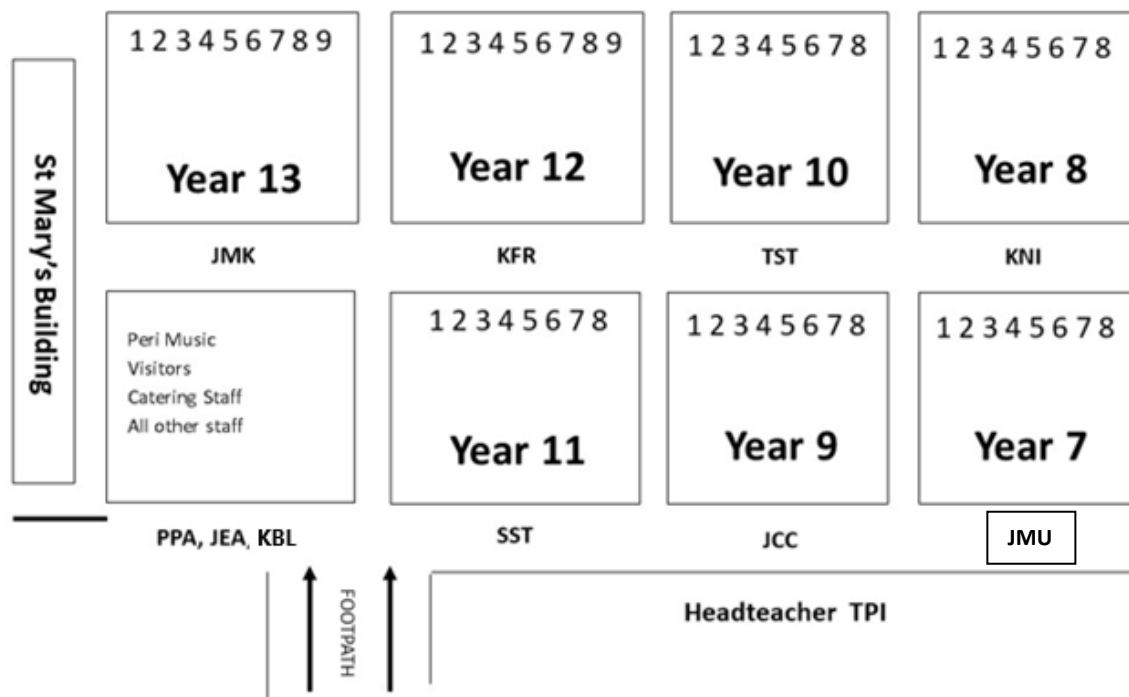 1 2 3 4 5 6 7 8 9
Year 13
JMK
1 2 3 4 5 6 7 8 9
Year 12
KFR
1 2 3 4 5 6 7 8
Year 10
TST
1 2 3 4 5 6 7 8
Year 8
KNI
St Mary's Building
Peri Music
Visitors
Catering Staff
All other staff
PPA, JEA, KBL
1 2 3 4 5 6 7 8
Year 11
SST
1 2 3 4 5 6 7 8
Year 9
JCC
1 2 3 4 5 6 7 8
Year 7
JMU
FOOTPATH
Headteacher TPI